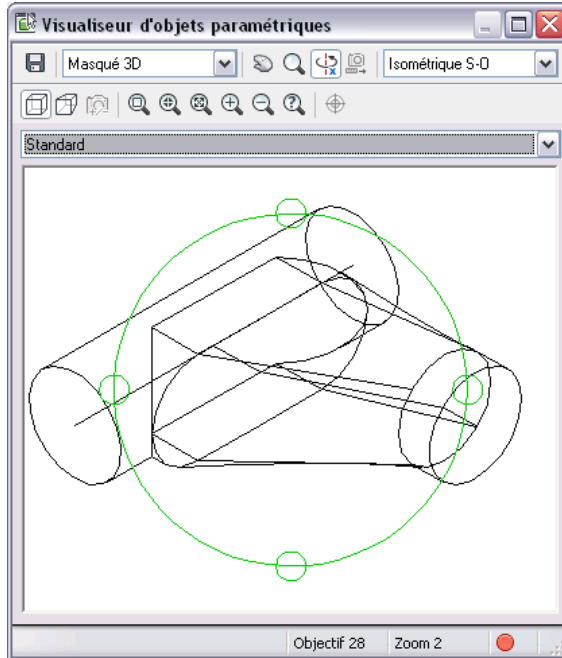 Visualiseur d'objets paramétriques
Masqué 3D
Isométrique S-O
Standard
Objectif 28 Zoom 2